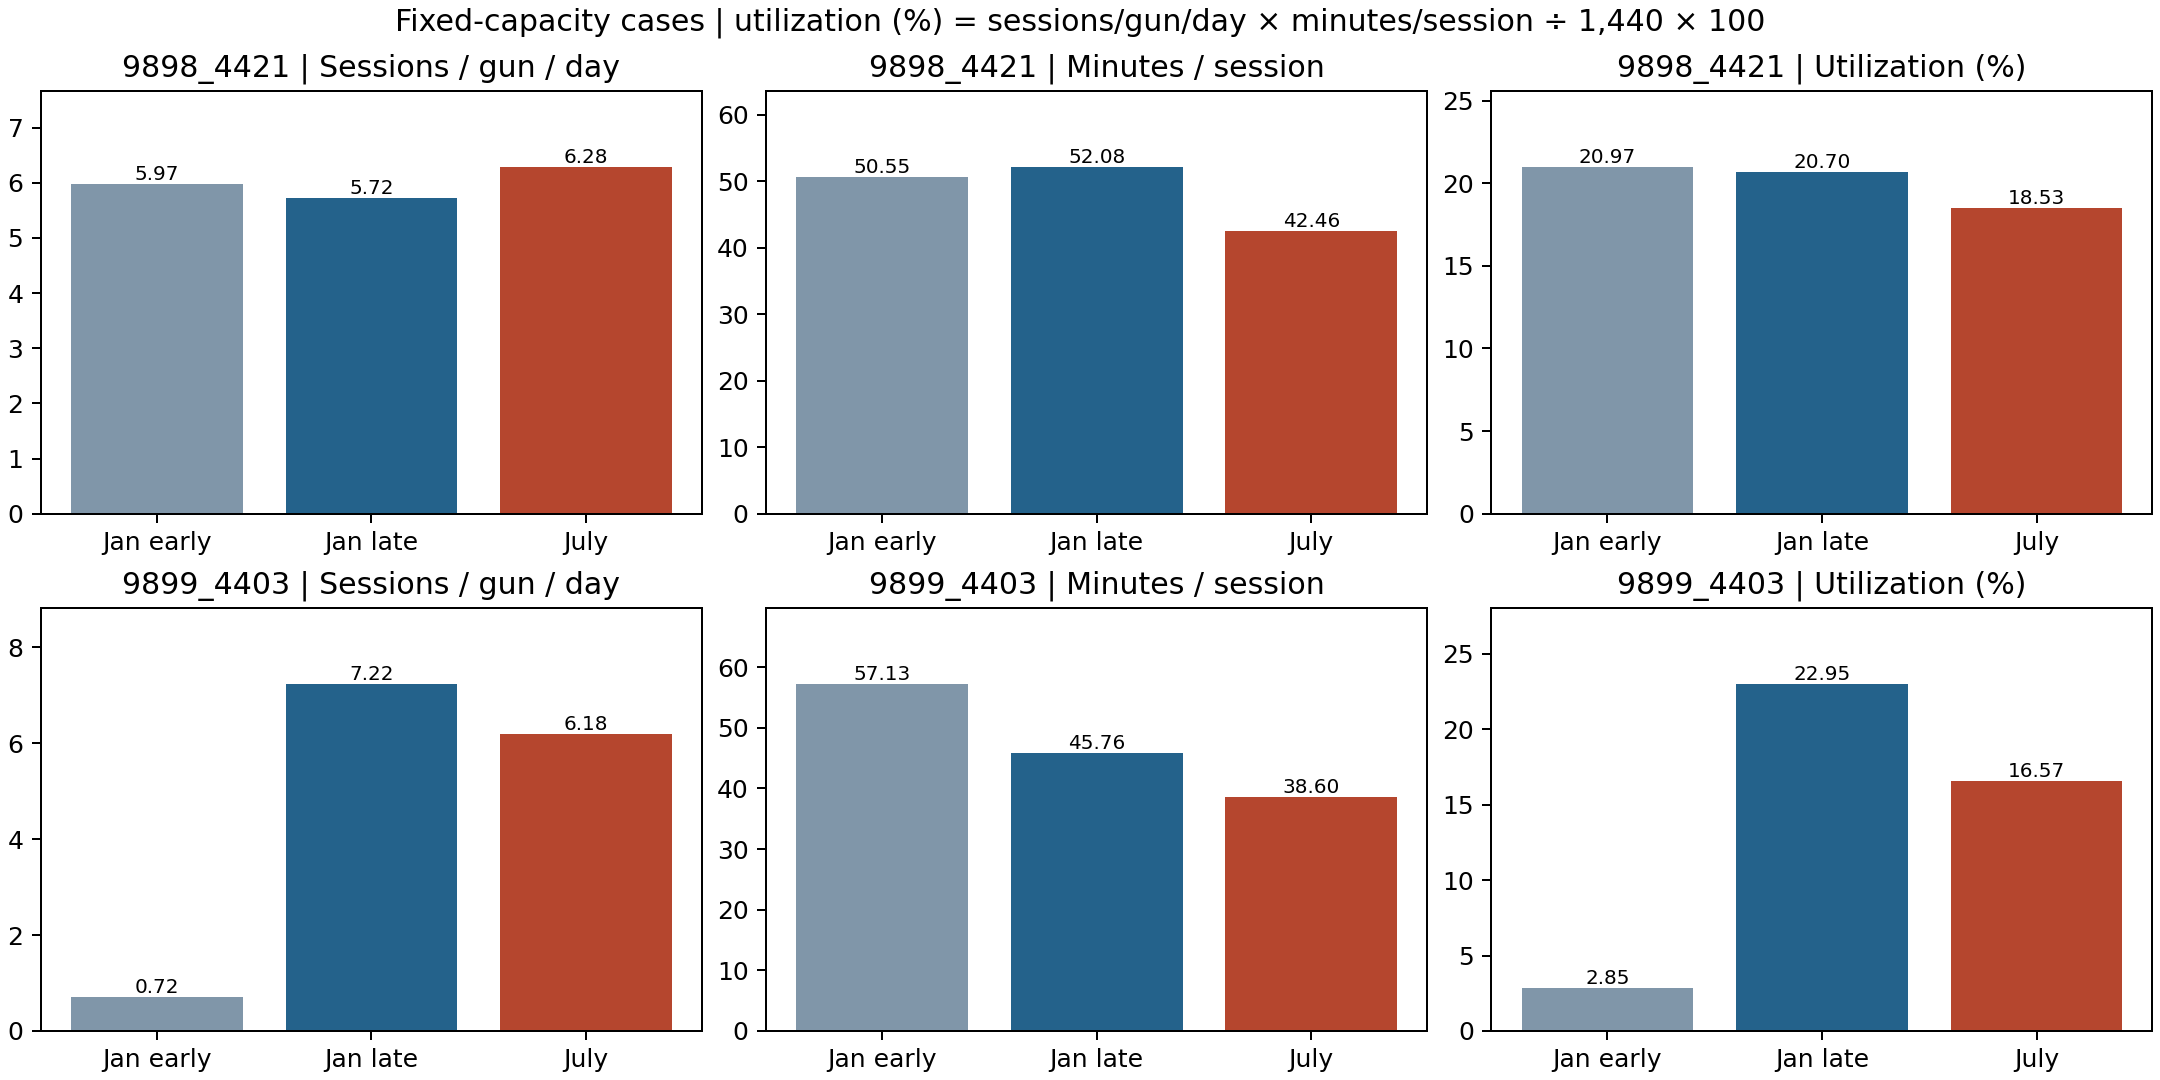 Fixed-capacity cases | utilization (%) = sessions/gun/day × minutes/session ÷ 1,440 × 100
9898_4421 | Sessions / gun / day
7
6
5
4
3
2
1
0
5.97
5.72
6.28
Jan early
Jan late
July
9898_4421 | Minutes / session
60
50
40
30
20
10
0
50.55
52.08
42.46
Jan early
Jan late
July
9898_4421 | Utilization (%)
25
20
15
10
5
0
20.97
20.70
18.53
Jan early
Jan late
July
9899_4403 | Sessions / gun / day
8
6
4
2
0
0.72
7.22
6.18
Jan early
Jan late
July
9899_4403 | Minutes / session
60
50
40
30
20
10
0
57.13
45.76
38.60
Jan early
Jan late
July
9899_4403 | Utilization (%)
25
20
15
10
5
0
2.85
22.95
16.57
Jan early
Jan late
July